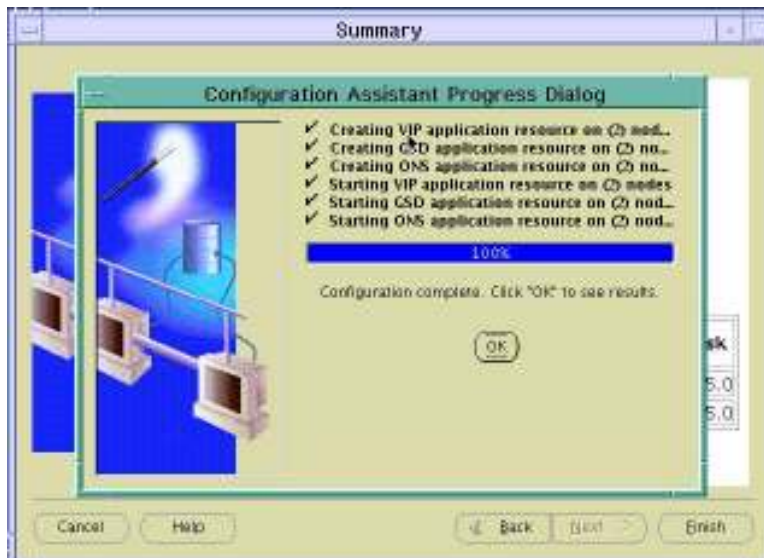 Summary
Configuration Assistant Progress Dialog
Creating VIP application resource on (2) nod...
Creating GSD application resource on (2) no...
Creating ONS application resource on (2) no...
Starting VIP application resource on (2) nodes
Starting GSD application resource on (2) nod...
Starting ONS application resource on (2) nod...
100%
Configuration complete. Click "OK" to see results.
OK
sk
5.0
5.0
Cancel
Help
Back
Next
Finish